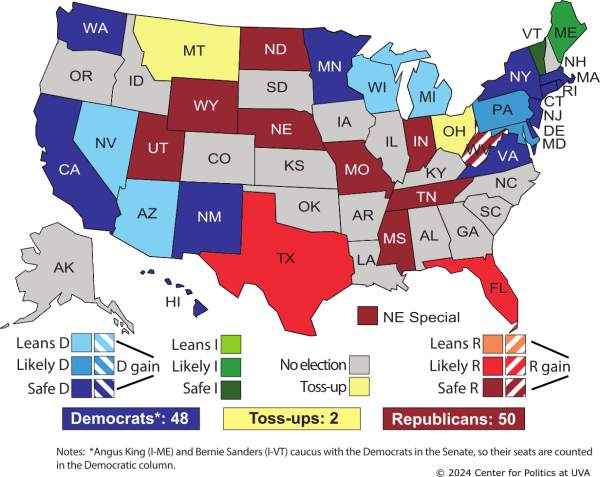 WA
MT
ND
MN
VT
ME
NH
MA
RI
CT
NJ
DE
MD
OR
ID
SD
WI
MI
NY
WY
IA
PA
NV
UT
NE
IL
IN
OH
WV
VA
CA
CO
KS
MO
KY
NC
AZ
NM
OK
AR
TN
SC
TX
LA
MS
AL
GA
FL
AK
HI
NE Special
Leans D
Likely D
Safe D
D gain
Leans I
Likely I
Safe I
No election
Toss-up
Leans R
Likely R
Safe R
R gain
Democrats*: 48
Toss-ups: 2
Republicans: 50
Notes: *Angus King (I-ME) and Bernie Sanders (I-VT) caucus with the Democrats in the Senate, so their seats are counted
in the Democratic column.
© 2024 Center for Politics at UVA